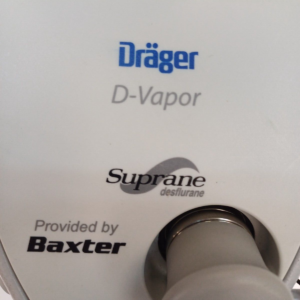 Dräger
D-Vapor
Suprane
desflurane
Provided by
Baxter